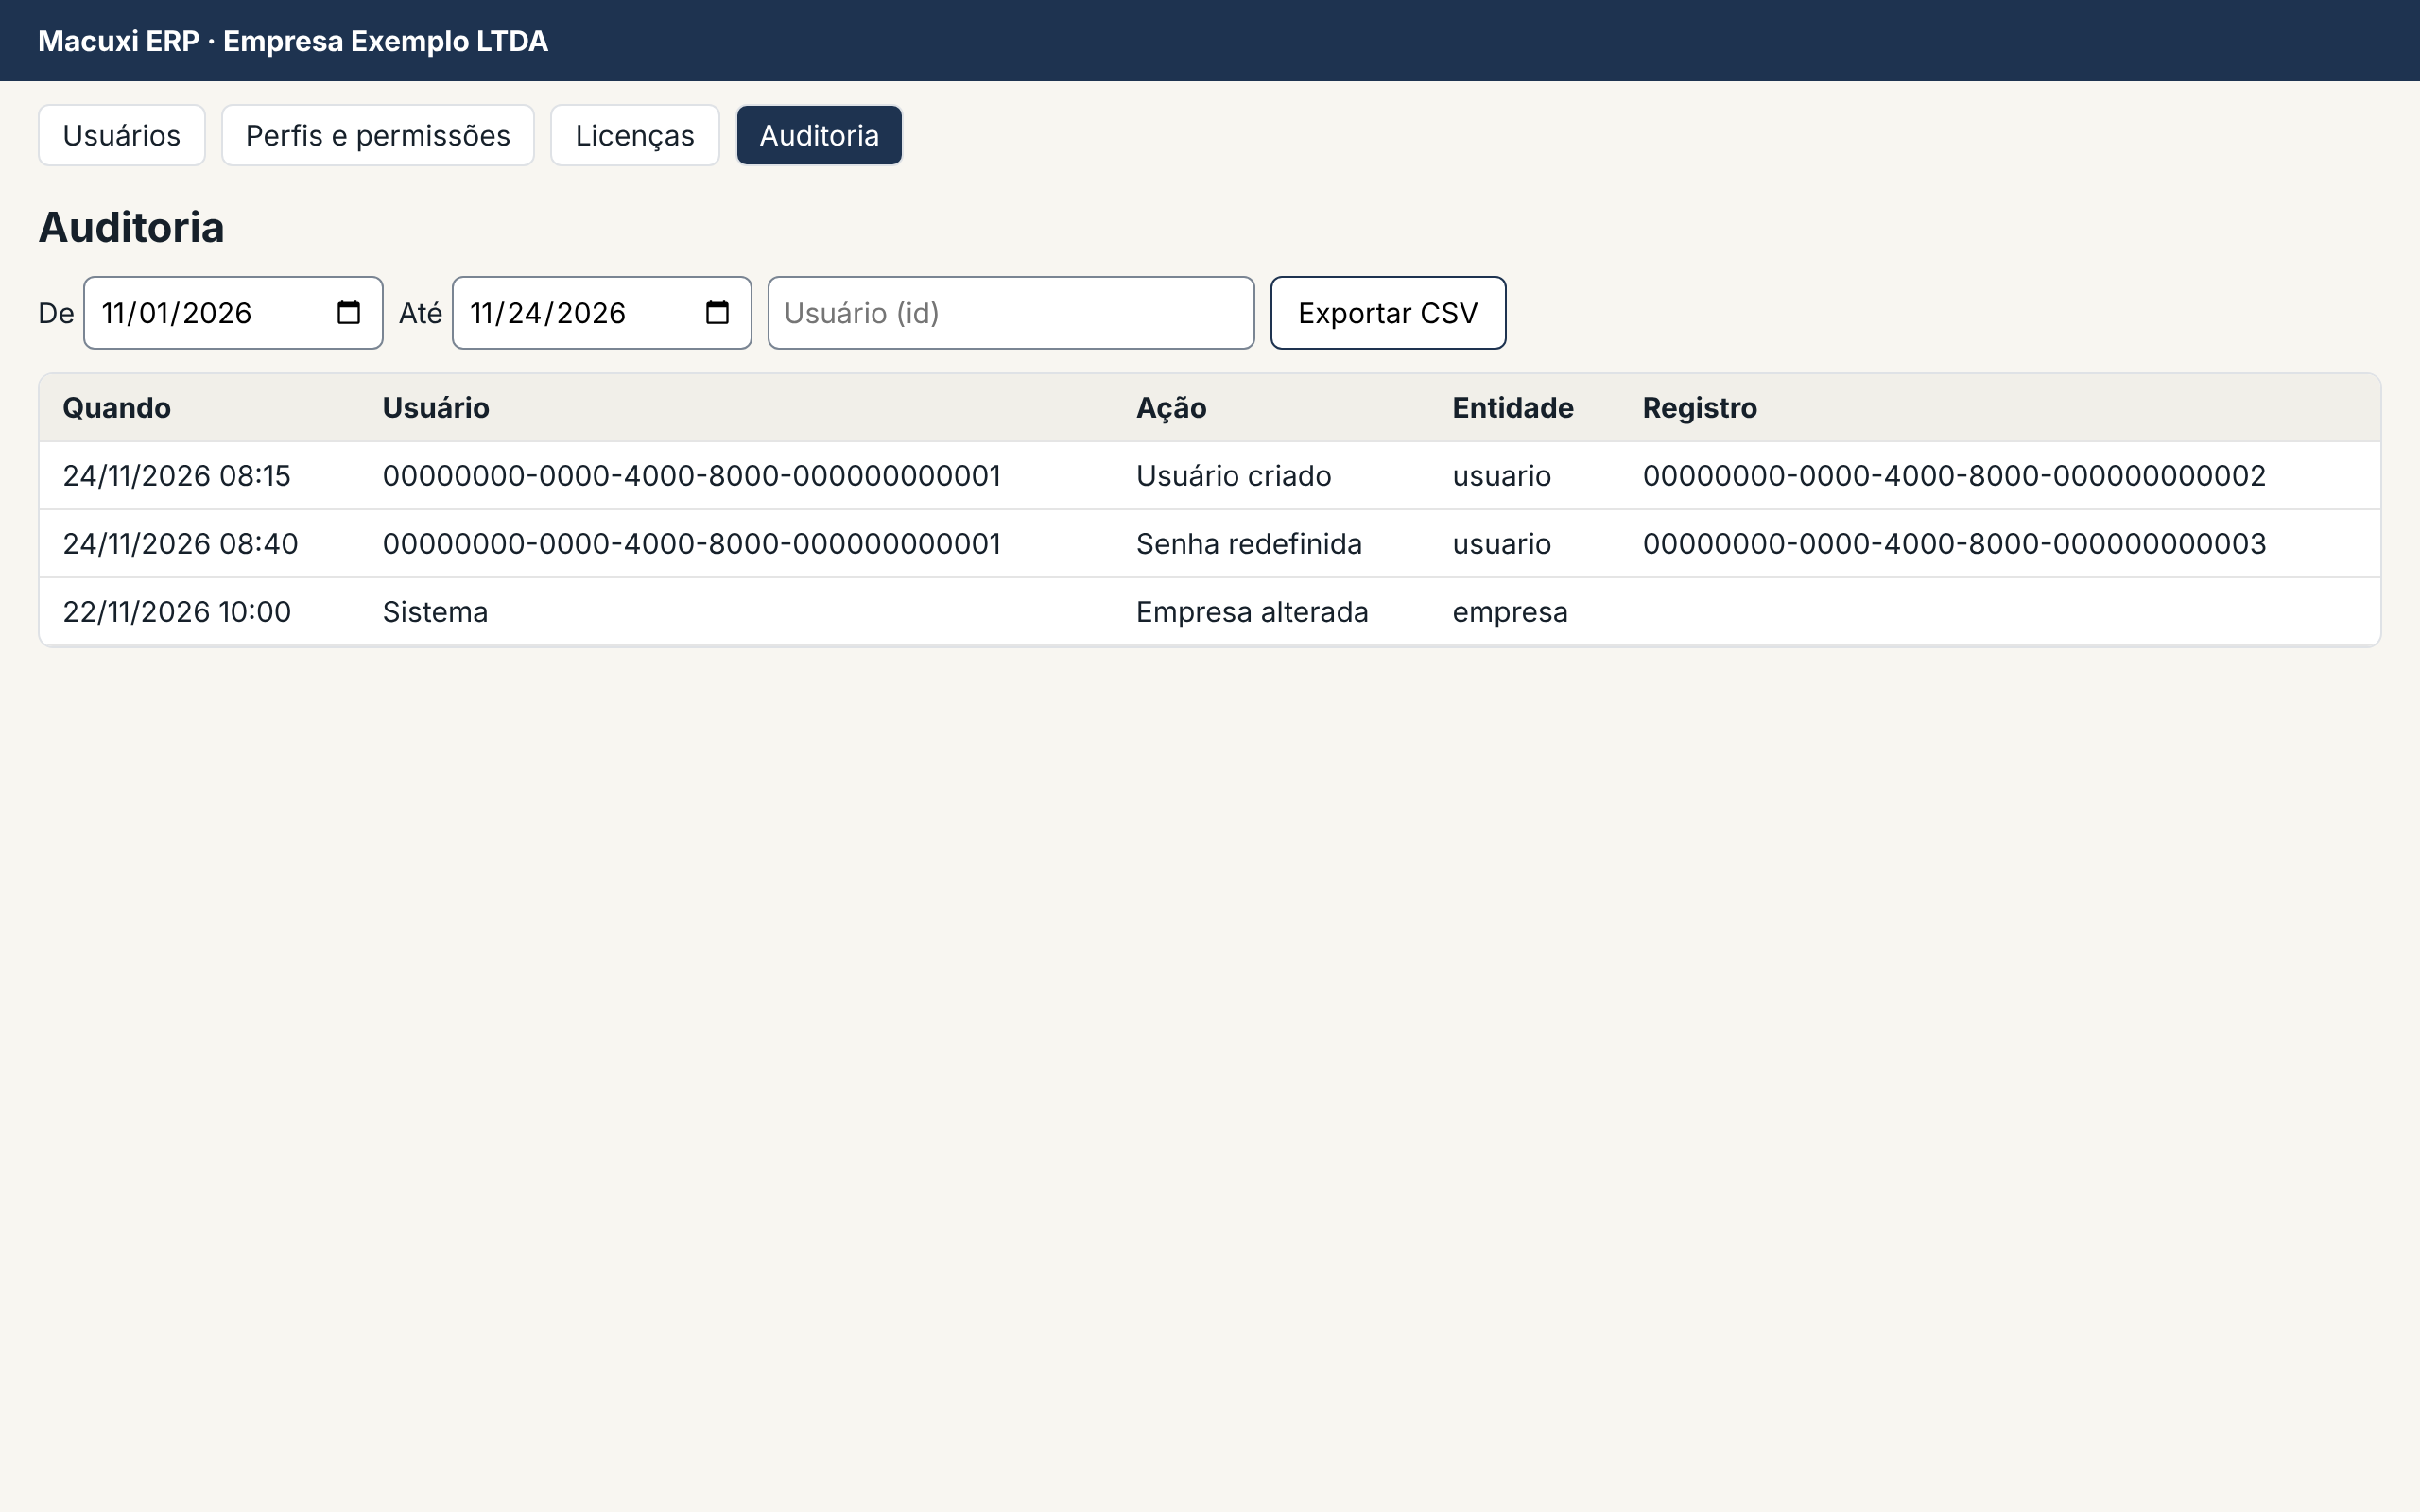 Macuxi ERP · Empresa Exemplo LTDA
Usuários Perfis e permissões Licenças Auditoria
Auditoria
De 11/01/2026 Até 11/24/2026 Usuário (id) Exportar CSV
Quando Usuário Ação Entidade Registro
24/11/2026 08:15 00000000-0000-4000-8000-000000000001 Usuário criado usuario 00000000-0000-4000-8000-000000000002
24/11/2026 08:40 00000000-0000-4000-8000-000000000001 Senha redefinida usuario 00000000-0000-4000-8000-000000000003
22/11/2026 10:00 Sistema Empresa alterada empresa